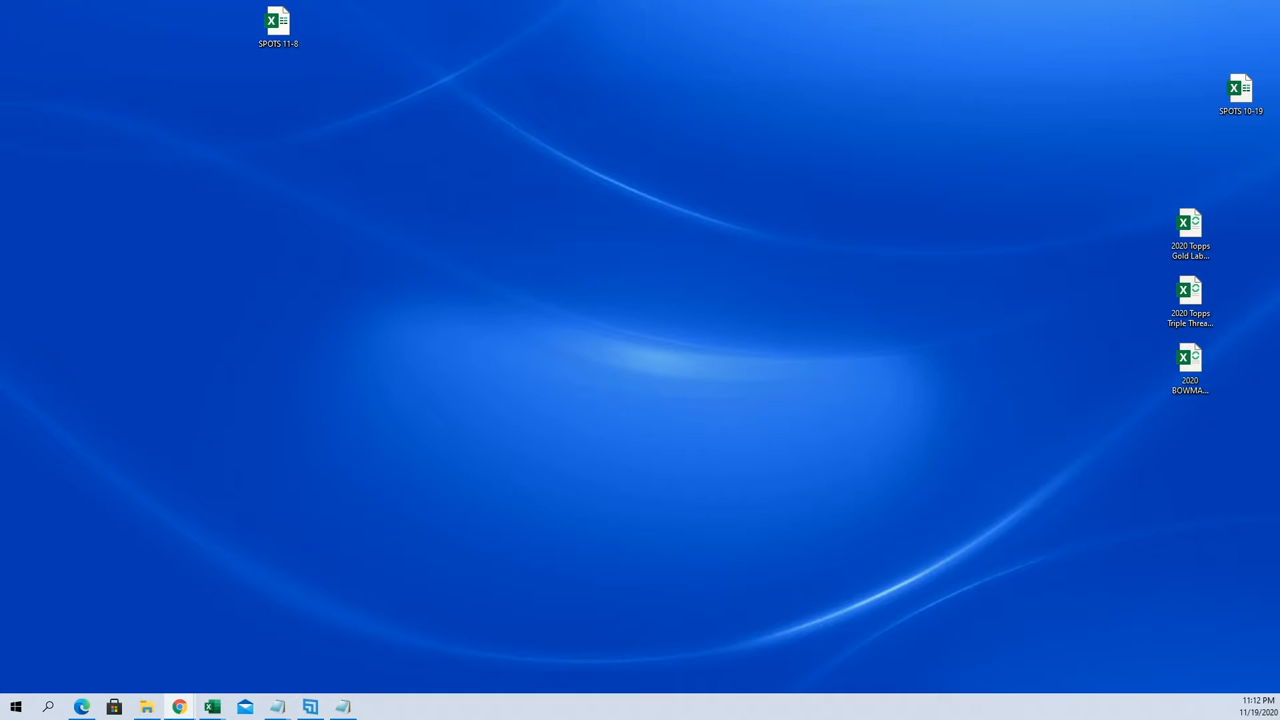 SPOTS 11-8
SPOTS 10-19
2020 Topps
Gold Lab...
2020 Topps
Triple Threa...
2020
BOWMA...
11:12 PM
11/19/2020